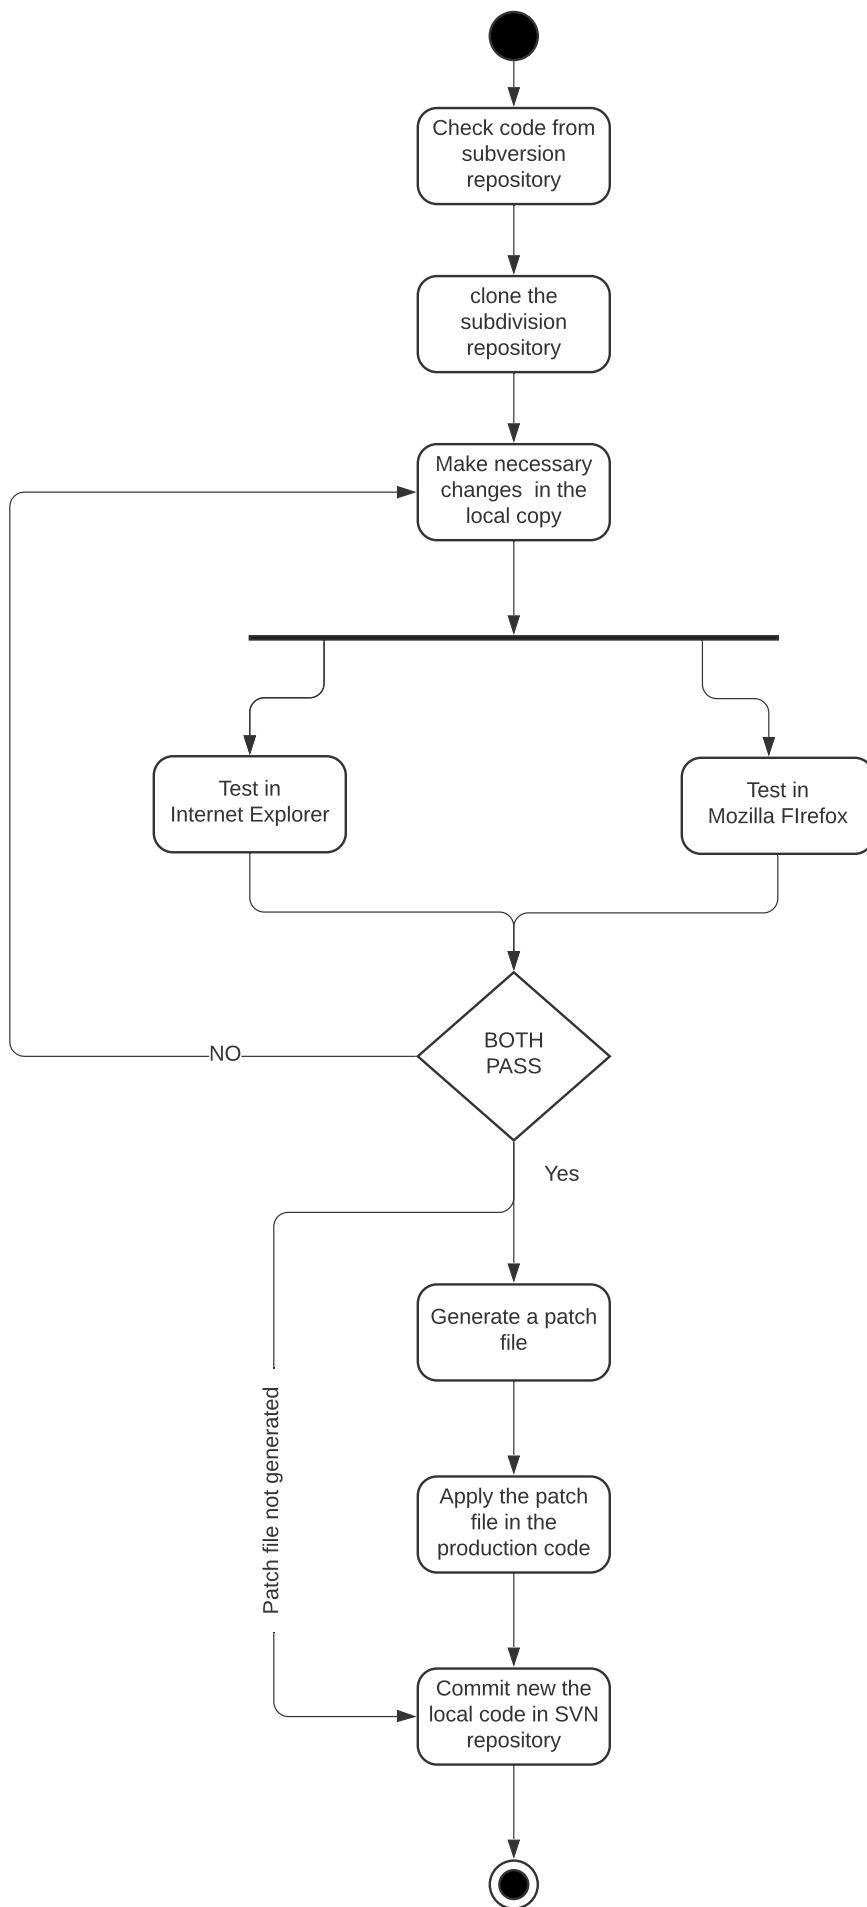 Check code from
subversion
repository
clone the
subdivision
repository
Make necessary
changes  in the
local copy
Test in
Internet Explorer
Test in
Mozilla FIrefox
BOTH
PASS
NO
Yes
Generate a patch
file
Patch file not generated
Apply the patch
file in the
production code
Commit new the
local code in SVN
repository